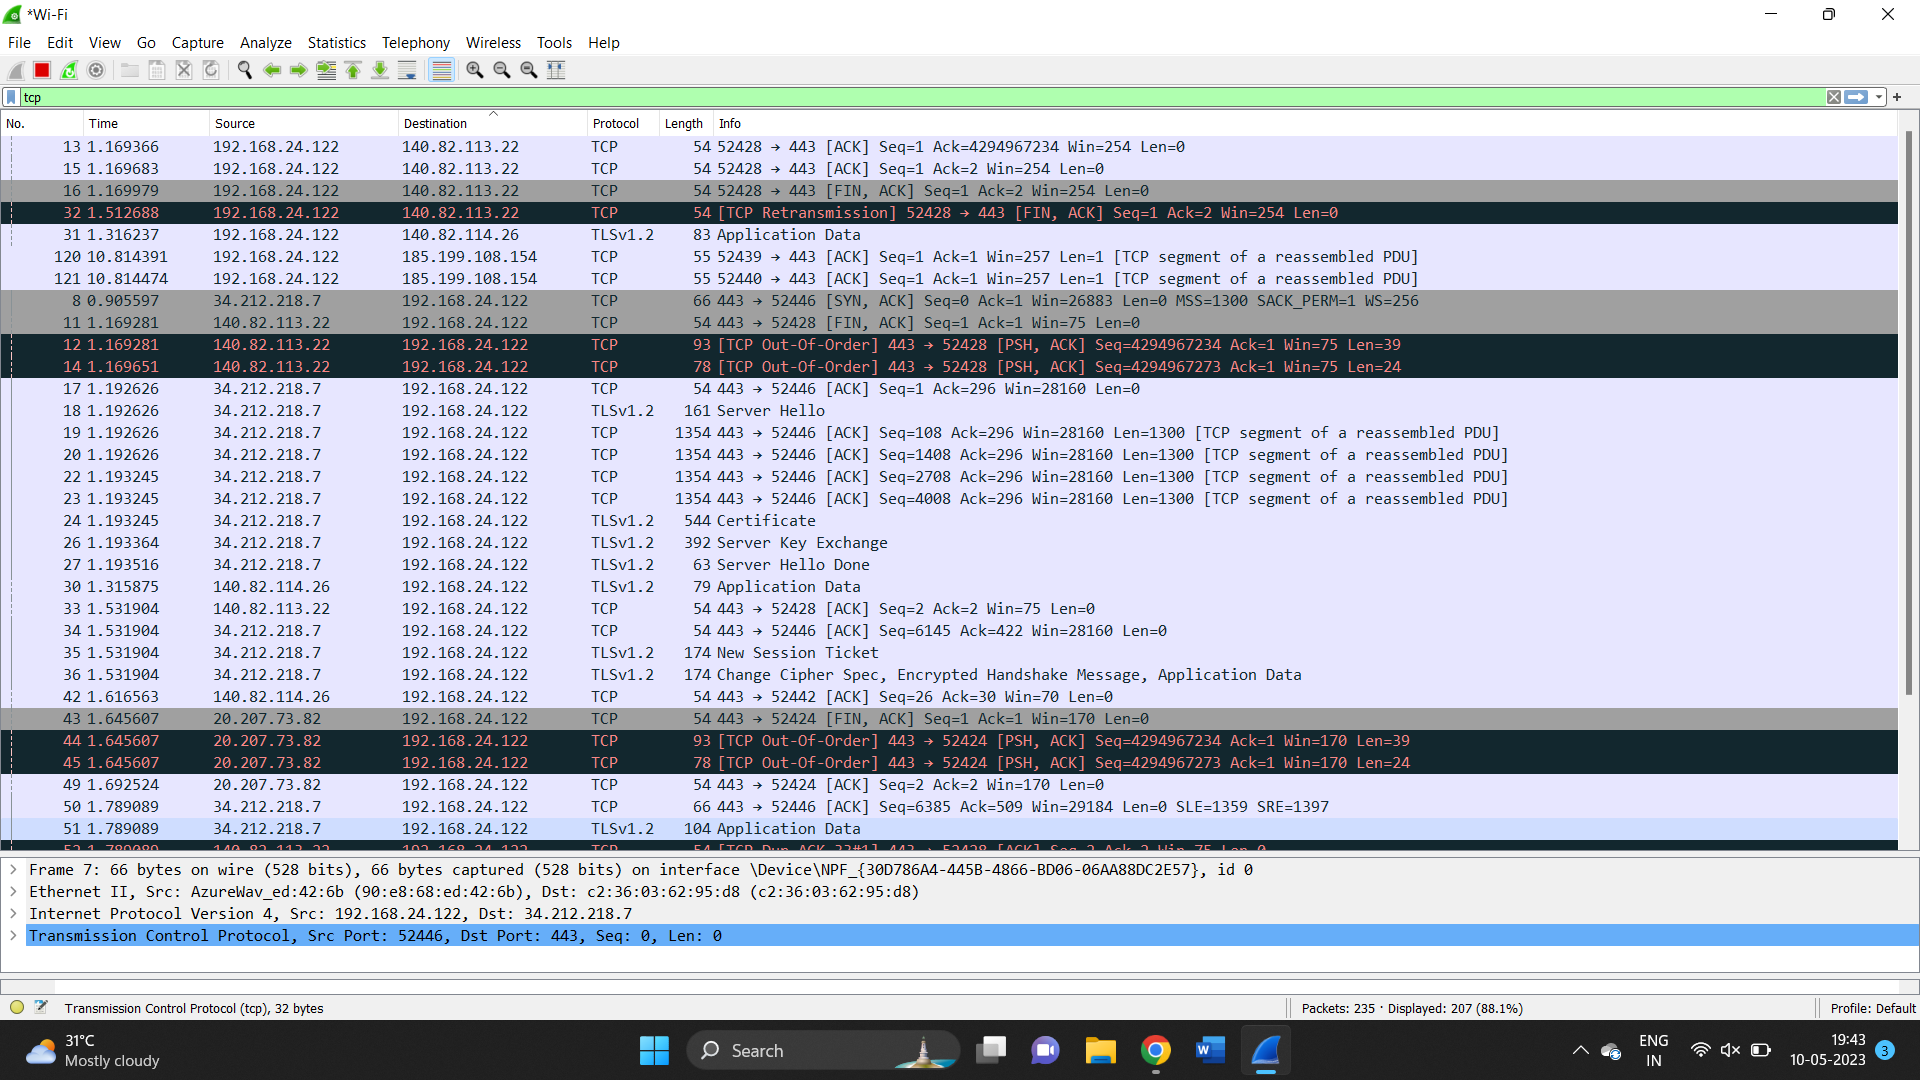 *Wi-Fi
File Edit View Go Capture Analyze Statistics Telephony Wireless Tools Help
tcp
No. Time Source Destination Protocol Length Info
13 1.169366 192.168.24.122 140.82.113.22 TCP 54 52428 → 443 [ACK] Seq=1 Ack=4294967234 Win=254 Len=0
15 1.169683 192.168.24.122 140.82.113.22 TCP 54 52428 → 443 [ACK] Seq=1 Ack=2 Win=254 Len=0
16 1.169979 192.168.24.122 140.82.113.22 TCP 54 52428 → 443 [FIN, ACK] Seq=1 Ack=2 Win=254 Len=0
32 1.512688 192.168.24.122 140.82.113.22 TCP 54 [TCP Retransmission] 52428 → 443 [FIN, ACK] Seq=1 Ack=2 Win=254 Len=0
31 1.316237 192.168.24.122 140.82.114.26 TLSv1.2 83 Application Data
120 10.814391 192.168.24.122 185.199.108.154 TCP 55 52439 → 443 [ACK] Seq=1 Ack=1 Win=257 Len=1 [TCP segment of a reassembled PDU]
121 10.814474 192.168.24.122 185.199.108.154 TCP 55 52440 → 443 [ACK] Seq=1 Ack=1 Win=257 Len=1 [TCP segment of a reassembled PDU]
8 0.905597 34.212.218.7 192.168.24.122 TCP 66 443 → 52446 [SYN, ACK] Seq=0 Ack=1 Win=26883 Len=0 MSS=1300 SACK_PERM=1 WS=256
11 1.169281 140.82.113.22 192.168.24.122 TCP 54 443 → 52428 [FIN, ACK] Seq=1 Ack=1 Win=75 Len=0
12 1.169281 140.82.113.22 192.168.24.122 TCP 93 [TCP Out-Of-Order] 443 → 52428 [PSH, ACK] Seq=4294967234 Ack=1 Win=75 Len=39
14 1.169651 140.82.113.22 192.168.24.122 TCP 78 [TCP Out-Of-Order] 443 → 52428 [PSH, ACK] Seq=4294967273 Ack=1 Win=75 Len=24
17 1.192626 34.212.218.7 192.168.24.122 TCP 54 443 → 52446 [ACK] Seq=1 Ack=296 Win=28160 Len=0
18 1.192626 34.212.218.7 192.168.24.122 TLSv1.2 161 Server Hello
19 1.192626 34.212.218.7 192.168.24.122 TCP 1354 443 → 52446 [ACK] Seq=108 Ack=296 Win=28160 Len=1300 [TCP segment of a reassembled PDU]
20 1.192626 34.212.218.7 192.168.24.122 TCP 1354 443 → 52446 [ACK] Seq=1408 Ack=296 Win=28160 Len=1300 [TCP segment of a reassembled PDU]
22 1.193245 34.212.218.7 192.168.24.122 TCP 1354 443 → 52446 [ACK] Seq=2708 Ack=296 Win=28160 Len=1300 [TCP segment of a reassembled PDU]
23 1.193245 34.212.218.7 192.168.24.122 TCP 1354 443 → 52446 [ACK] Seq=4008 Ack=296 Win=28160 Len=1300 [TCP segment of a reassembled PDU]
24 1.193245 34.212.218.7 192.168.24.122 TLSv1.2 544 Certificate
26 1.193364 34.212.218.7 192.168.24.122 TLSv1.2 392 Server Key Exchange
27 1.193516 34.212.218.7 192.168.24.122 TLSv1.2 63 Server Hello Done
30 1.315875 140.82.114.26 192.168.24.122 TLSv1.2 79 Application Data
33 1.531904 140.82.113.22 192.168.24.122 TCP 54 443 → 52428 [ACK] Seq=2 Ack=2 Win=75 Len=0
34 1.531904 34.212.218.7 192.168.24.122 TCP 54 443 → 52446 [ACK] Seq=6145 Ack=422 Win=28160 Len=0
35 1.531904 34.212.218.7 192.168.24.122 TLSv1.2 174 New Session Ticket
36 1.531904 34.212.218.7 192.168.24.122 TLSv1.2 174 Change Cipher Spec, Encrypted Handshake Message, Application Data
42 1.616563 140.82.114.26 192.168.24.122 TCP 54 443 → 52442 [ACK] Seq=26 Ack=30 Win=70 Len=0
43 1.645607 20.207.73.82 192.168.24.122 TCP 54 443 → 52424 [FIN, ACK] Seq=1 Ack=1 Win=170 Len=0
44 1.645607 20.207.73.82 192.168.24.122 TCP 93 [TCP Out-Of-Order] 443 → 52424 [PSH, ACK] Seq=4294967234 Ack=1 Win=170 Len=39
45 1.645607 20.207.73.82 192.168.24.122 TCP 78 [TCP Out-Of-Order] 443 → 52424 [PSH, ACK] Seq=4294967273 Ack=1 Win=170 Len=24
49 1.692524 20.207.73.82 192.168.24.122 TCP 54 443 → 52424 [ACK] Seq=2 Ack=2 Win=170 Len=0
50 1.789089 34.212.218.7 192.168.24.122 TCP 66 443 → 52446 [ACK] Seq=6385 Ack=509 Win=29184 Len=0 SLE=1359 SRE=1397
51 1.789089 34.212.218.7 192.168.24.122 TLSv1.2 104 Application Data
52 1.789089 140.82.113.22 192.168.24.122 TCP 54 [TCP Dup ACK 33#1] 443 → 52428 [ACK] Seq=2 Ack=2 Win=75 Len=0
Frame 7: 66 bytes on wire (528 bits), 66 bytes captured (528 bits) on interface \Device\NPF_{30D786A4-445B-4866-BD06-06AA88DC2E57}, id 0
Ethernet II, Src: AzureWav_ed:42:6b (90:e8:68:ed:42:6b), Dst: c2:36:03:62:95:d8 (c2:36:03:62:95:d8)
Internet Protocol Version 4, Src: 192.168.24.122, Dst: 34.212.218.7
Transmission Control Protocol, Src Port: 52446, Dst Port: 443, Seq: 0, Len: 0
Transmission Control Protocol (tcp), 32 bytes
Packets: 235 · Displayed: 207 (88.1%)
Profile: Default
31°C
Mostly cloudy
Search
ENG
IN
19:43
10-05-2023
3